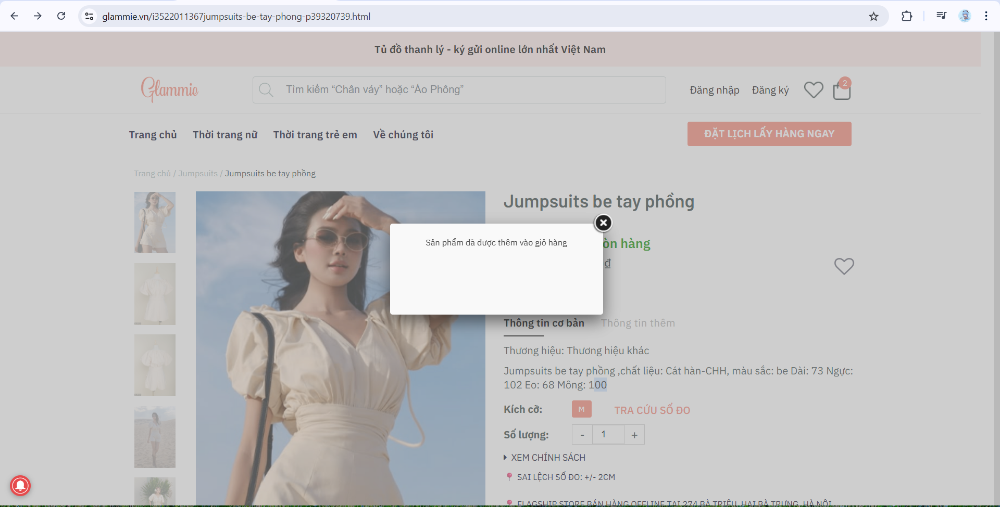 glammie.vn/i3522011367jumpsuits-be-tay-phong-p39320739.html
Tủ đồ thanh lý - ký gửi online lớn nhất Việt Nam
Glammie
Tìm kiếm “Chân váy” hoặc “Áo Phông”
Đăng nhập
Đăng ký
2
Trang chủ
Thời trang nữ
Thời trang trẻ em
Về chúng tôi
ĐẶT LỊCH LẤY HÀNG NGAY
Trang chủ / Jumpsuits / Jumpsuits be tay phồng
Jumpsuits be tay phồng
Sản phẩm đã được thêm vào giỏ hàng
òn hàng
đ
Thông tin cơ bản
Thông tin thêm
Thương hiệu: Thương hiệu khác
Jumpsuits be tay phồng ,chất liệu: Cát hàn-CHH, màu sắc: be Dài: 73 Ngực:
102 Eo: 68 Mông: 100
Kích cỡ:
M
TRA CỨU SỐ ĐO
Số lượng:
- 1 +
XEM CHÍNH SÁCH
SAI LỆCH SỐ ĐO: +/- 2CM
FLAGSHIP STORE BÁN HÀNG OFFLINE TẠI 274 BÀ TRIỆU, HAI BÀ TRƯNG, HÀ NỘI